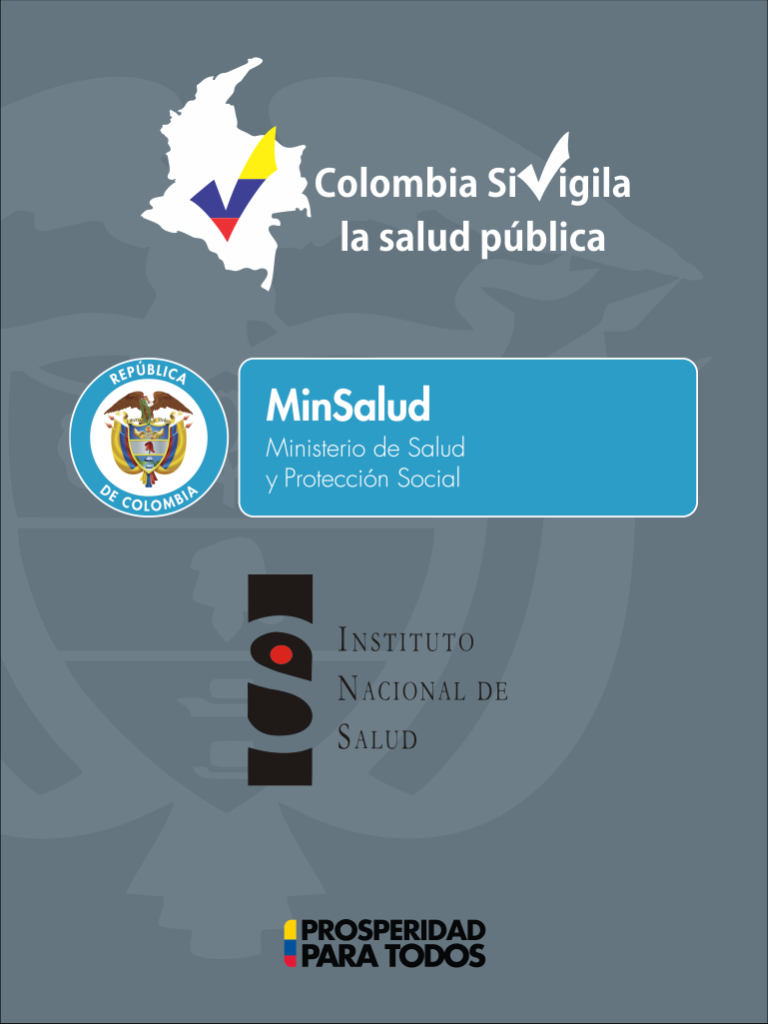 Colombia SiVigila
la salud pública
REPÚBLICA
DE COLOMBIA
MinSalud
Ministerio de Salud
y Protección Social
INSTITUTO
NACIONAL DE
SALUD
PROSPERIDAD
PARA TODOS